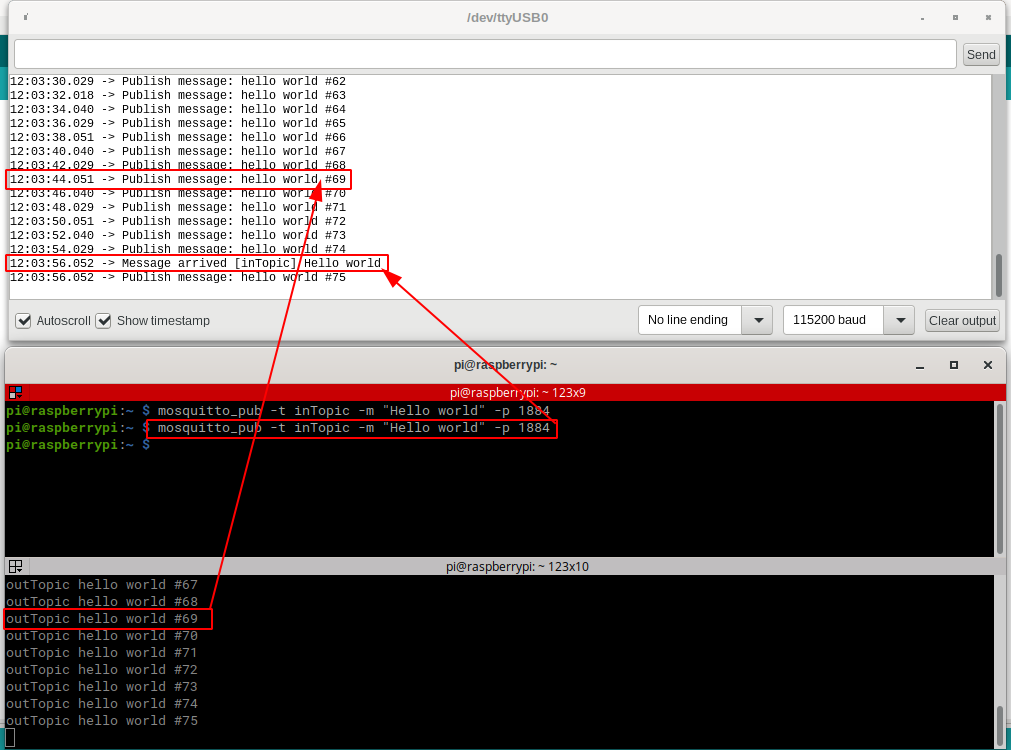 /dev/ttyUSB0
Send
12:03:30.029 -> Publish message: hello world #62
12:03:32.018 -> Publish message: hello world #63
12:03:34.040 -> Publish message: hello world #64
12:03:36.029 -> Publish message: hello world #65
12:03:38.051 -> Publish message: hello world #66
12:03:40.040 -> Publish message: hello world #67
12:03:42.029 -> Publish message: hello world #68
12:03:44.051 -> Publish message: hello world #69
12:03:46.040 -> Publish message: hello world #70
12:03:48.029 -> Publish message: hello world #71
12:03:50.051 -> Publish message: hello world #72
12:03:52.040 -> Publish message: hello world #73
12:03:54.029 -> Publish message: hello world #74
12:03:56.052 -> Message arrived [inTopic] Hello world
12:03:56.052 -> Publish message: hello world #75
Autoscroll Show timestamp No line ending 115200 baud Clear output
pi@raspberrypi: ~
pi@raspberrypi: ~ 123x9
pi@raspberrypi:~ $ mosquitto_pub -t inTopic -m "Hello world" -p 1884
pi@raspberrypi:~ $ mosquitto_pub -t inTopic -m "Hello world" -p 1884
pi@raspberrypi:~ $
pi@raspberrypi: ~ 123x10
outTopic hello world #67
outTopic hello world #68
outTopic hello world #69
outTopic hello world #70
outTopic hello world #71
outTopic hello world #72
outTopic hello world #73
outTopic hello world #74
outTopic hello world #75